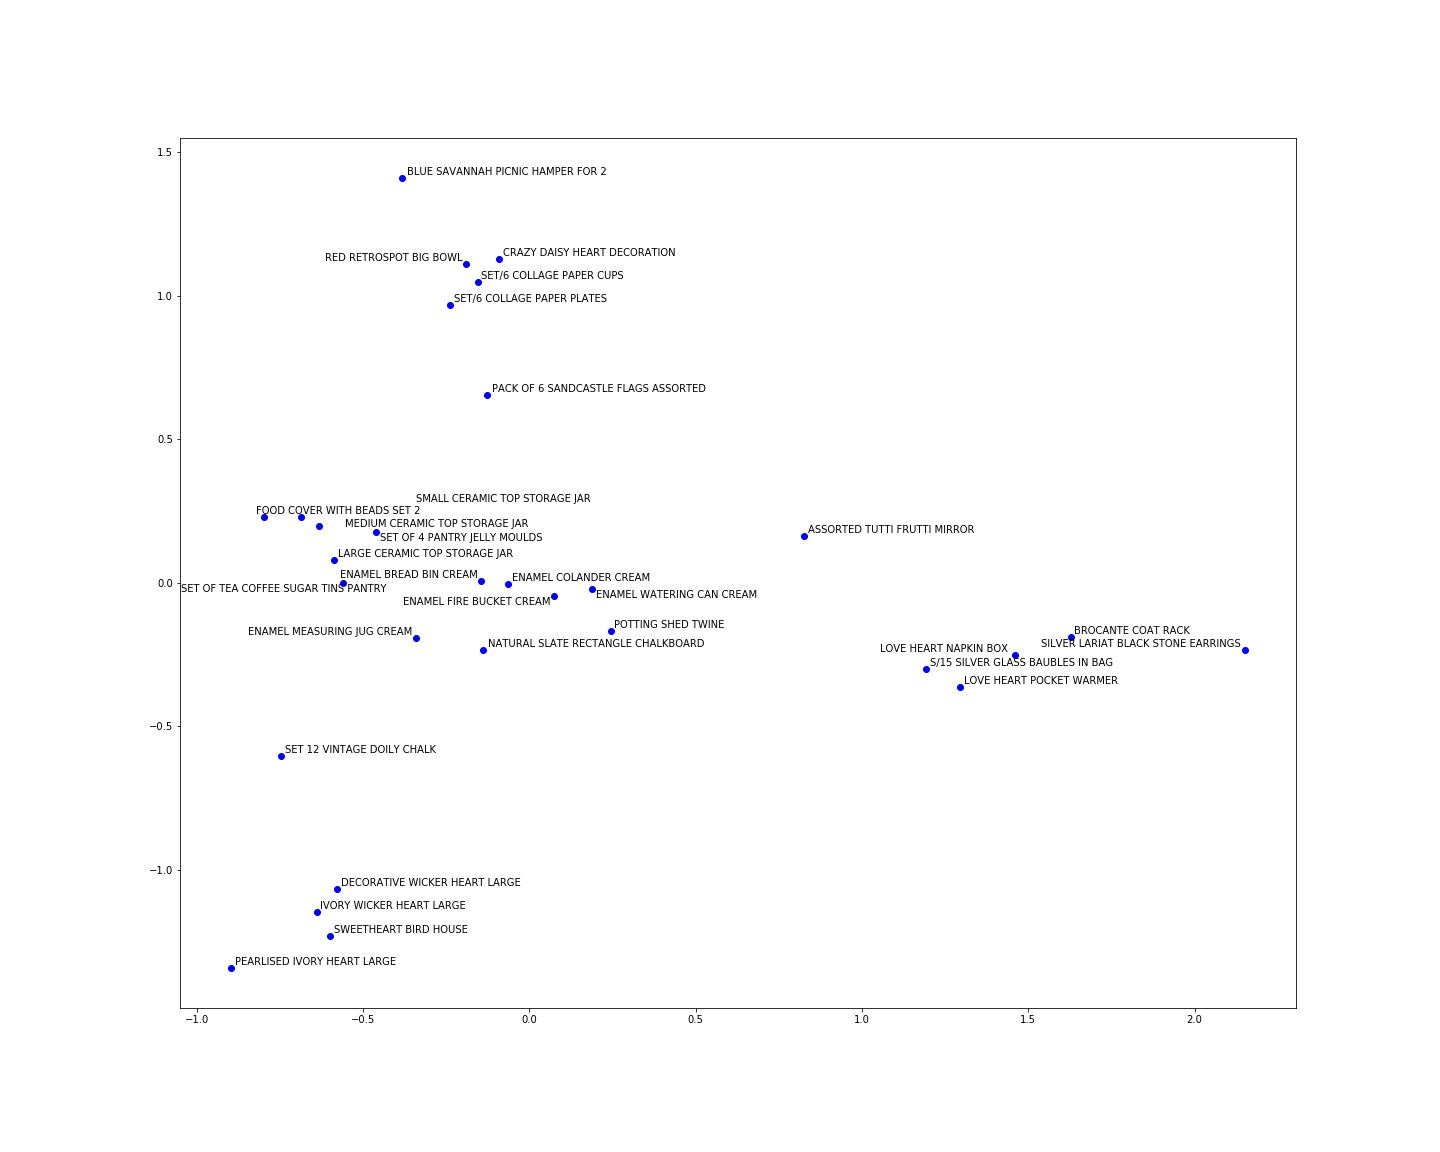 1.5
BLUE SAVANNAH PICNIC HAMPER FOR 2
CRAZY DAISY HEART DECORATION
RED RETROSPOT BIG BOWL
SET/6 COLLAGE PAPER CUPS
1.0
SET/6 COLLAGE PAPER PLATES
PACK OF 6 SANDCASTLE FLAGS ASSORTED
0.5
SMALL CERAMIC TOP STORAGE JAR
FOOD COVER WITH BEADS SET 2
MEDIUM CERAMIC TOP STORAGE JAR
ASSORTED TUTTI FRUTTI MIRROR
SET OF 4 PANTRY JELLY MOULDS
LARGE CERAMIC TOP STORAGE JAR
ENAMEL BREAD BIN CREAM
ENAMEL COLANDER CREAM
0.0
SET OF TEA COFFEE SUGAR TINS PANTRY
ENAMEL WATERING CAN CREAM
ENAMEL FIRE BUCKET CREAM
POTTING SHED TWINE
BROCANTE COAT RACK
ENAMEL MEASURING JUG CREAM
NATURAL SLATE RECTANGLE CHALKBOARD
SILVER LARIAT BLACK STONE EARRINGS
LOVE HEART NAPKIN BOX
S/15 SILVER GLASS BAUBLES IN BAG
LOVE HEART POCKET WARMER
−0.5
SET 12 VINTAGE DOILY CHALK
−1.0
DECORATIVE WICKER HEART LARGE
IVORY WICKER HEART LARGE
SWEETHEART BIRD HOUSE
PEARLISED IVORY HEART LARGE
−1.0 −0.5 0.0 0.5 1.0 1.5 2.0